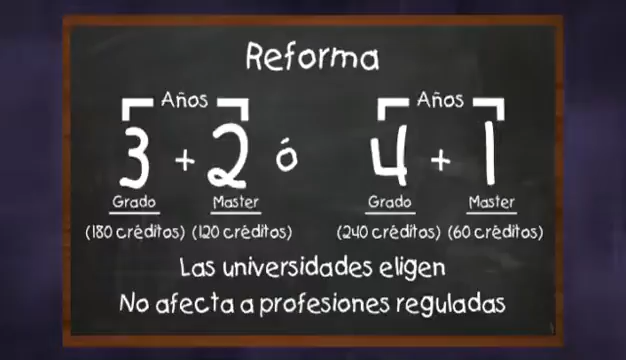 Reforma
Años Años
3 + 2 ó 4 + 1
Grado Master Grado Master
(180 créditos) (120 créditos) (240 créditos) (60 créditos)
Las universidades eligen
No afecta a profesiones reguladas